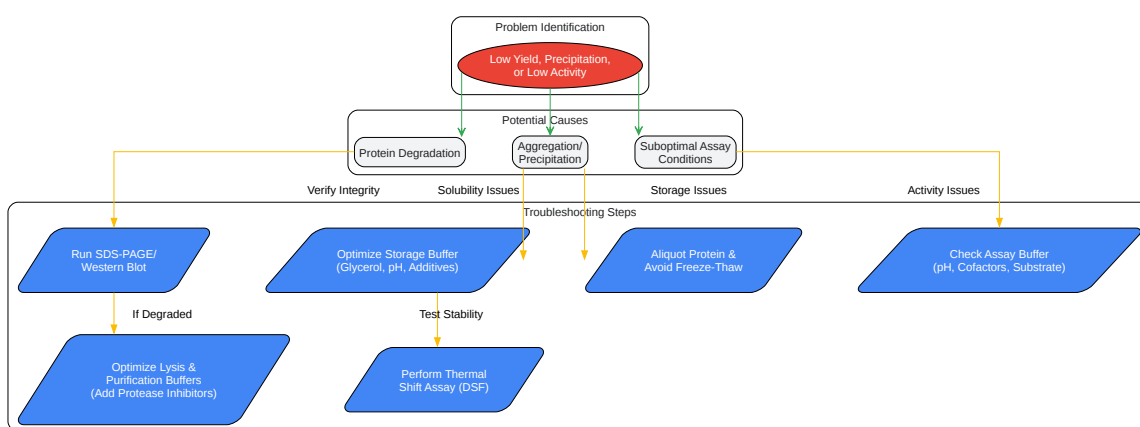 Problem Identification
Low Yield, Precipitation,
or Low Activity
Potential Causes
Protein Degradation
Aggregation/
Precipitation
Suboptimal Assay
Conditions
Verify Integrity
Solubility Issues
Storage Issues
Activity Issues
Troubleshooting Steps
Run SDS-PAGE/
Western Blot
Optimize Storage Buffer
(Glycerol, pH, Additives)
Aliquot Protein &
Avoid Freeze-Thaw
Check Assay Buffer
(pH, Cofactors, Substrate)
If Degraded
Test Stability
Optimize Lysis &
Purification Buffers
(Add Protease Inhibitors)
Perform Thermal
Shift Assay (DSF)